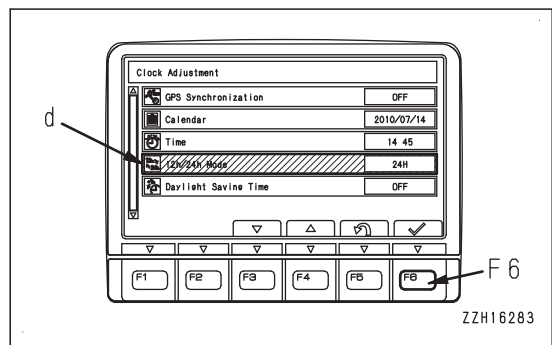 Clock Adjustment
GPS Synchronization OFF
Calendar 2010/07/14
d
Time 14 45
12h/24h Mode 24H
Daylight Saving Time OFF
F1 F2 F3 F4 F5 F6
F6
ZZH16283